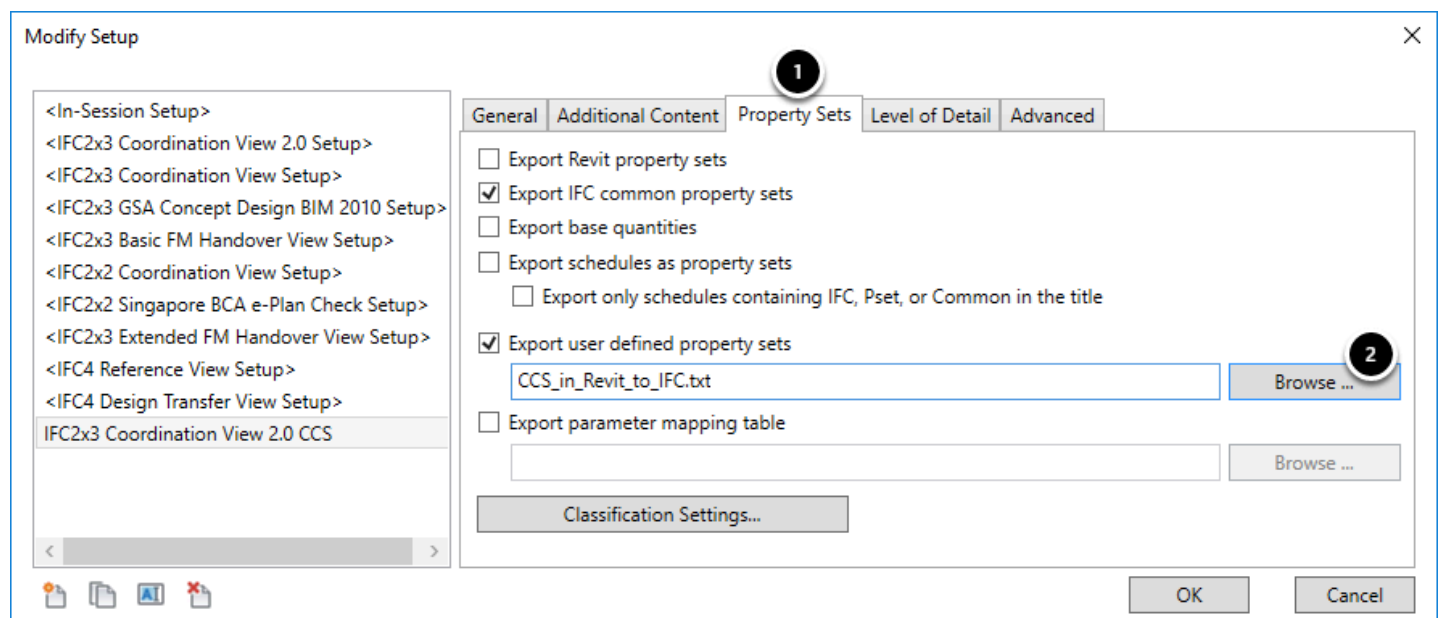 Modify Setup
1
<In-Session Setup>
<IFC2x3 Coordination View 2.0 Setup>
<IFC2x3 Coordination View Setup>
<IFC2x3 GSA Concept Design BIM 2010 Setup>
<IFC2x3 Basic FM Handover View Setup>
<IFC2x2 Coordination View Setup>
<IFC2x2 Singapore BCA e-Plan Check Setup>
<IFC2x3 Extended FM Handover View Setup>
<IFC4 Reference View Setup>
<IFC4 Design Transfer View Setup>
IFC2x3 Coordination View 2.0 CCS
General Additional Content Property Sets Level of Detail Advanced
Export Revit property sets
Export IFC common property sets
Export base quantities
Export schedules as property sets
Export only schedules containing IFC, Pset, or Common in the title
Export user defined property sets
2
CCS_in_Revit_to_IFC.txt Browse ...
Export parameter mapping table
Browse ...
Classification Settings...
AI
OK Cancel